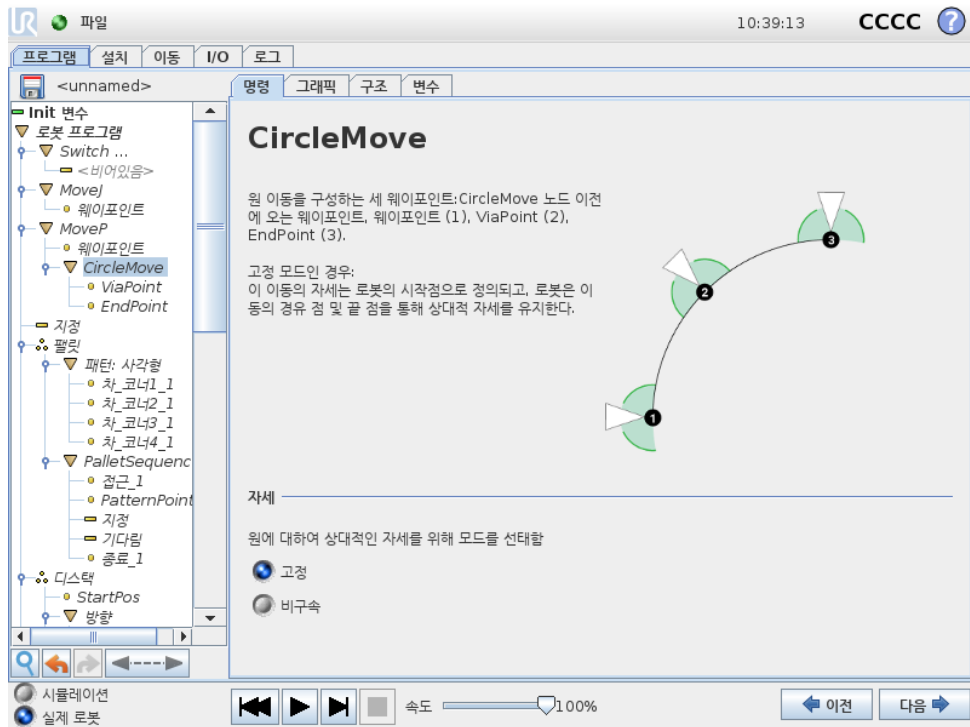 UR 파일 10:39:13 CCCC ?
프로그램 설치 이동 I/O 로그
<unnamed>
명령 그래픽 구조 변수
Init 변수
로봇 프로그램
Switch ...
<비어있음>
MoveJ
웨이포인트
MoveP
웨이포인트
CircleMove
ViaPoint
EndPoint
지정
팰릿
패턴: 사각형
차_코너1_1
차_코너2_1
차_코너3_1
차_코너4_1
PalletSequenc
접근_1
PatternPoint
지정
기다림
종료_1
디스택
StartPos
방향
CircleMove
원 이동을 구성하는 세 웨이포인트:CircleMove 노드 이전
에 오는 웨이포인트, 웨이포인트 (1), ViaPoint (2),
EndPoint (3).
고정 모드인 경우:
이 이동의 자세는 로봇의 시작점으로 정의되고, 로봇은 이
동의 경유 점 및 끝 점을 통해 상대적 자세를 유지한다.
3
2
1
자세
원에 대하여 상대적인 자세를 위해 모드를 선태함
고정
비구속
시뮬레이션
실제 로봇
속도 100%
이전 다음